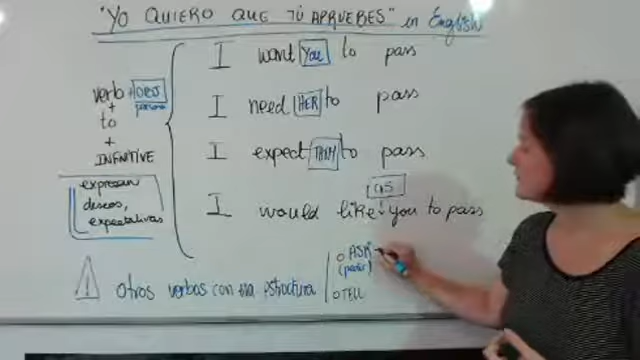 "YO QUIERO QUE TÚ APRUEBES" in English
I want You to pass
verb + OBJ
persona
+
to
+
INFINITIVE
I need HER to pass
I expect THEM to pass
expresan
deseos,
expectativas
US
I would like you to pass
otros verbos con esta estructura
o ASK
(pedir)
o TELL